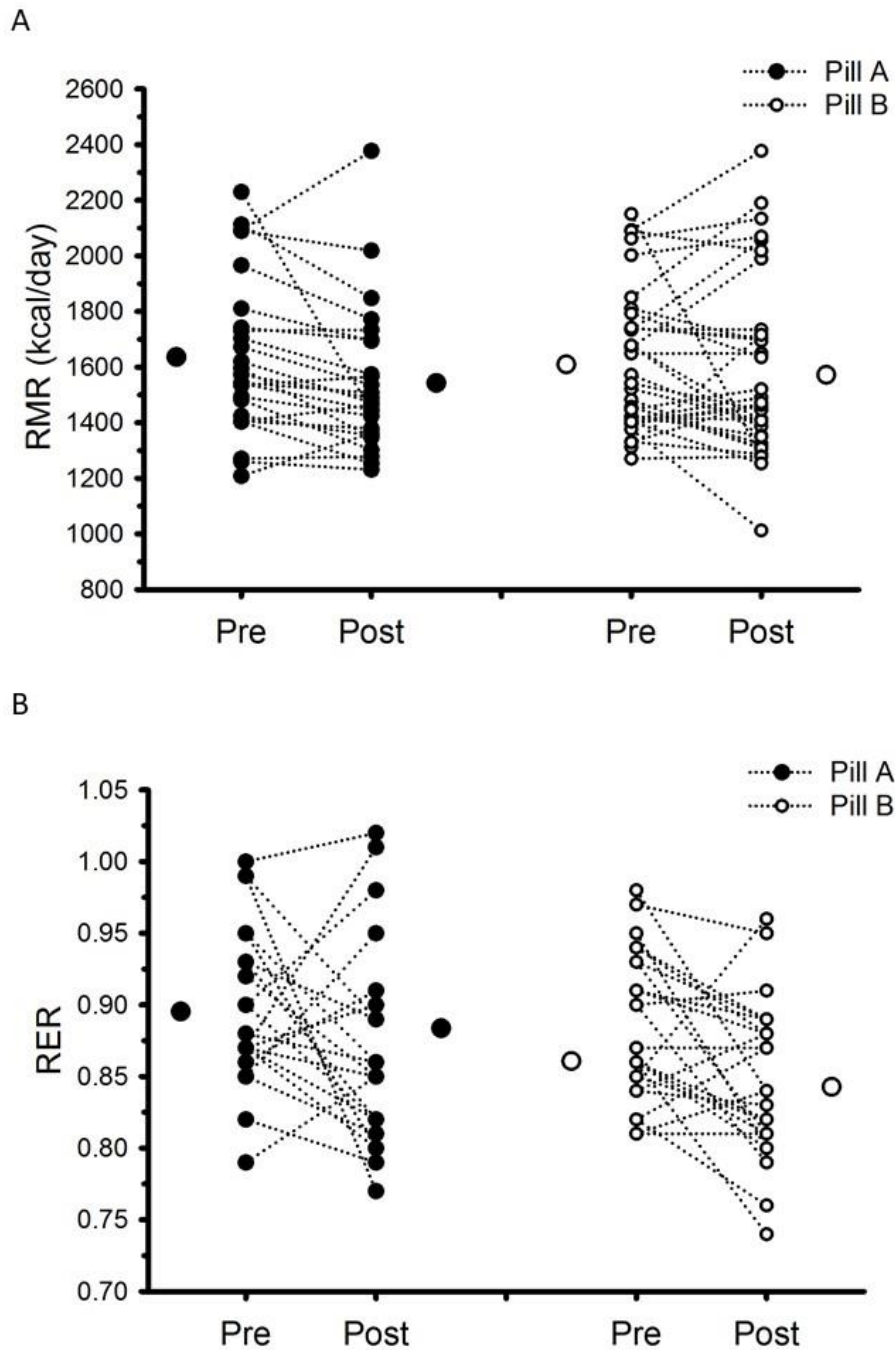 A
Pill A
Pill B
2600
2400
2200
2000
1800
1600
1400
1200
1000
800
RMR (kcal/day)
Pre Post Pre Post
B
Pill A
Pill B
1.05
1.00
0.95
0.90
0.85
0.80
0.75
0.70
RER
Pre Post Pre Post